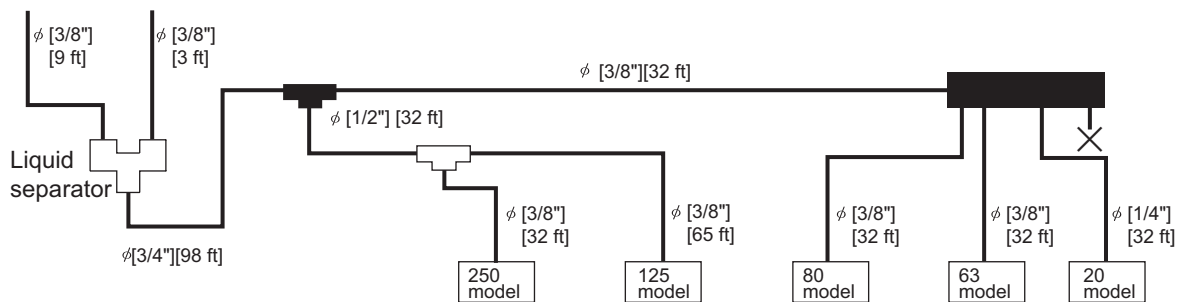 ϕ [3/8"]
[9 ft]
ϕ [3/8"]
[3 ft]
ϕ [3/8"][32 ft]
ϕ [1/2"] [32 ft]
Liquid
separator
ϕ[3/4"][98 ft]
ϕ [3/8"]
[32 ft]
ϕ [3/8"]
[65 ft]
ϕ [3/8"]
[32 ft]
ϕ [3/8"]
[32 ft]
ϕ [1/4"]
[32 ft]
250
model
125
model
80
model
63
model
20
model